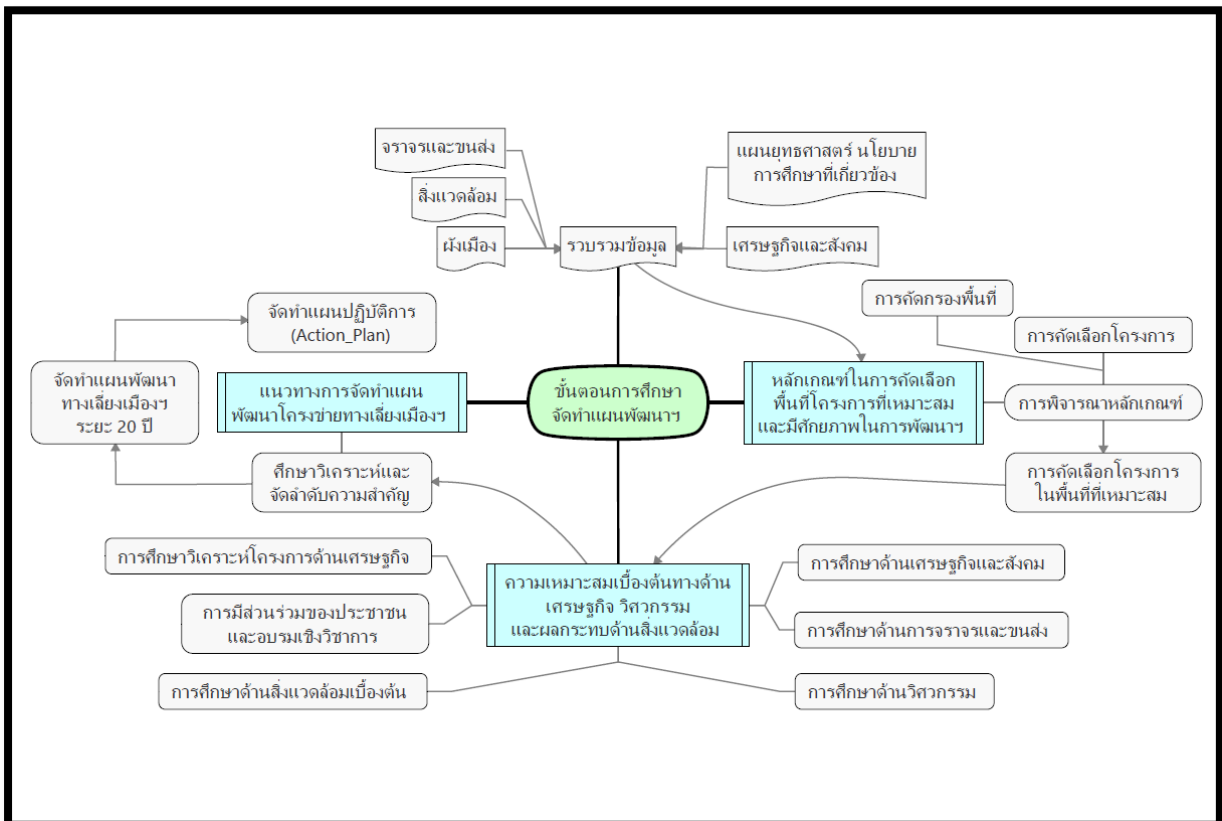 จราจรและขนส่ง
แผนยุทธศาสตร์ นโยบาย
การศึกษาที่เกี่ยวข้อง
สิ่งแวดล้อม
ผังเมือง
รวบรวมข้อมูล
เศรษฐกิจและสังคม
การคัดกรองพื้นที่
การคัดเลือกโครงการ
จัดทำแผนปฏิบัติการ
(Action_Plan)
จัดทำแผนพัฒนา
ทางเลี่ยงเมืองฯ
ระยะ 20 ปี
แนวทางการจัดทำแผน
พัฒนาโครงข่ายทางเลี่ยงเมืองฯ
ขั้นตอนการศึกษา
จัดทำแผนพัฒนาฯ
หลักเกณฑ์ในการคัดเลือก
พื้นที่โครงการที่เหมาะสม
และมีศักยภาพในการพัฒนาฯ
การพิจารณาหลักเกณฑ์
ศึกษาวิเคราะห์และ
จัดลำดับความสำคัญ
การคัดเลือกโครงการ
ในพื้นที่ที่เหมาะสม
การศึกษาวิเคราะห์โครงการด้านเศรษฐกิจ
ความเหมาะสมเบื้องต้นทางด้าน
เศรษฐกิจ วิศวกรรม
และผลกระทบด้านสิ่งแวดล้อม
การศึกษาด้านเศรษฐกิจและสังคม
การมีส่วนร่วมของประชาชน
และอบรมเชิงวิชาการ
การศึกษาด้านการจราจรและขนส่ง
การศึกษาด้านสิ่งแวดล้อมเบื้องต้น
การศึกษาด้านวิศวกรรม